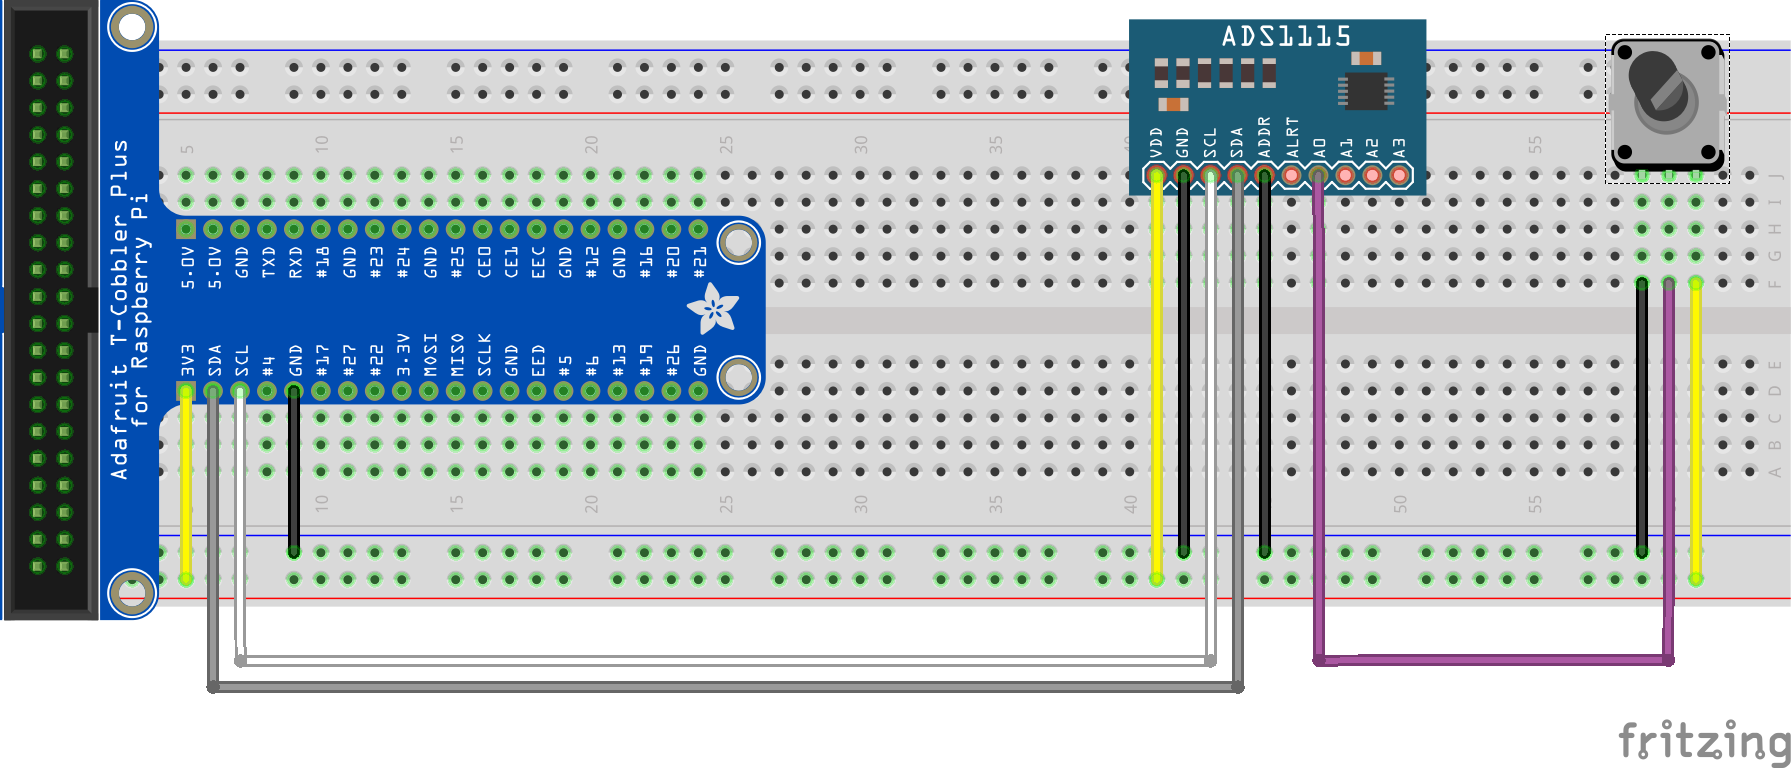 ADS1115
VDD GND SCL SDA ADDR ALRT A0 A1 A2 A3
5 10 15 20 25 30 35 55
J
I
H
G
F
5.0V 5.0V GND TXD RXD #18 GND #23 #24 GND #25 CE0 CE1 EEC GND #12 GND #16 #20 #21
Adafruit T-Cobbler Plus
for Raspberry Pi
3V3 SDA SCL #4 GND #17 #27 #22 3.3V MOSI MISO SCLK GND EED #5 #6 #13 #19 #26 GND
E
D
C
B
A
10 15 20 25 30 35 40 50 55
fritzing